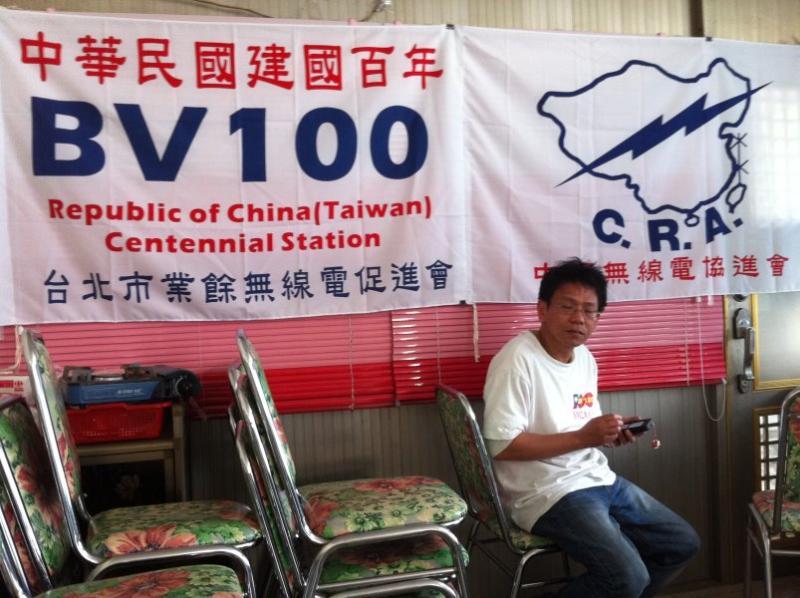 中華民國建國百年
BV100
Republic of China(Taiwan)
Centennial Station
台北市業餘無線電促進會
C.R.A.
無線電協進會